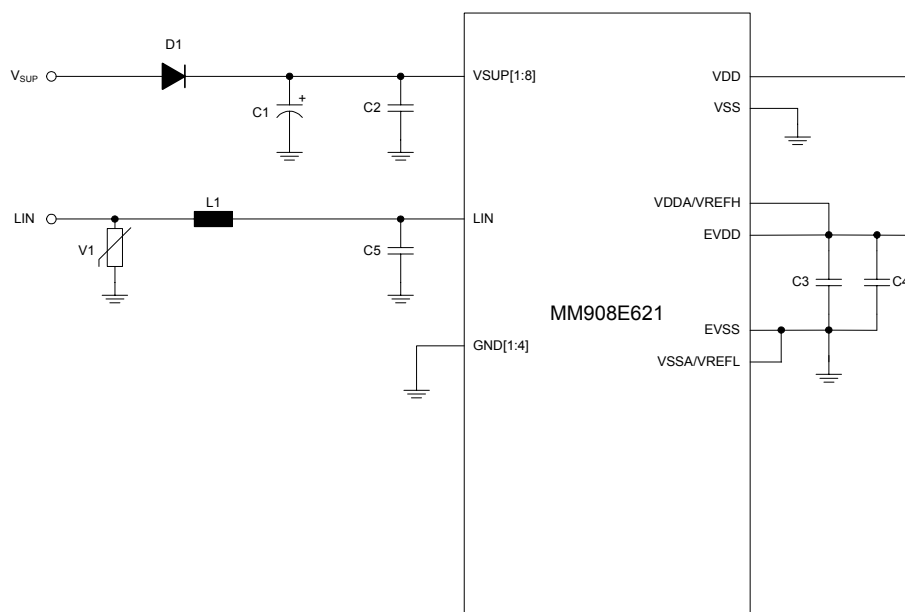 D1
VSUP
VSUP[1:8]
VDD
C1
+
C2
VSS
L1
VDDA/VREFH
LIN
LIN
EVDD
V1
C5
C3
C4
MM908E621
EVSS
GND[1:4]
VSSA/VREFL